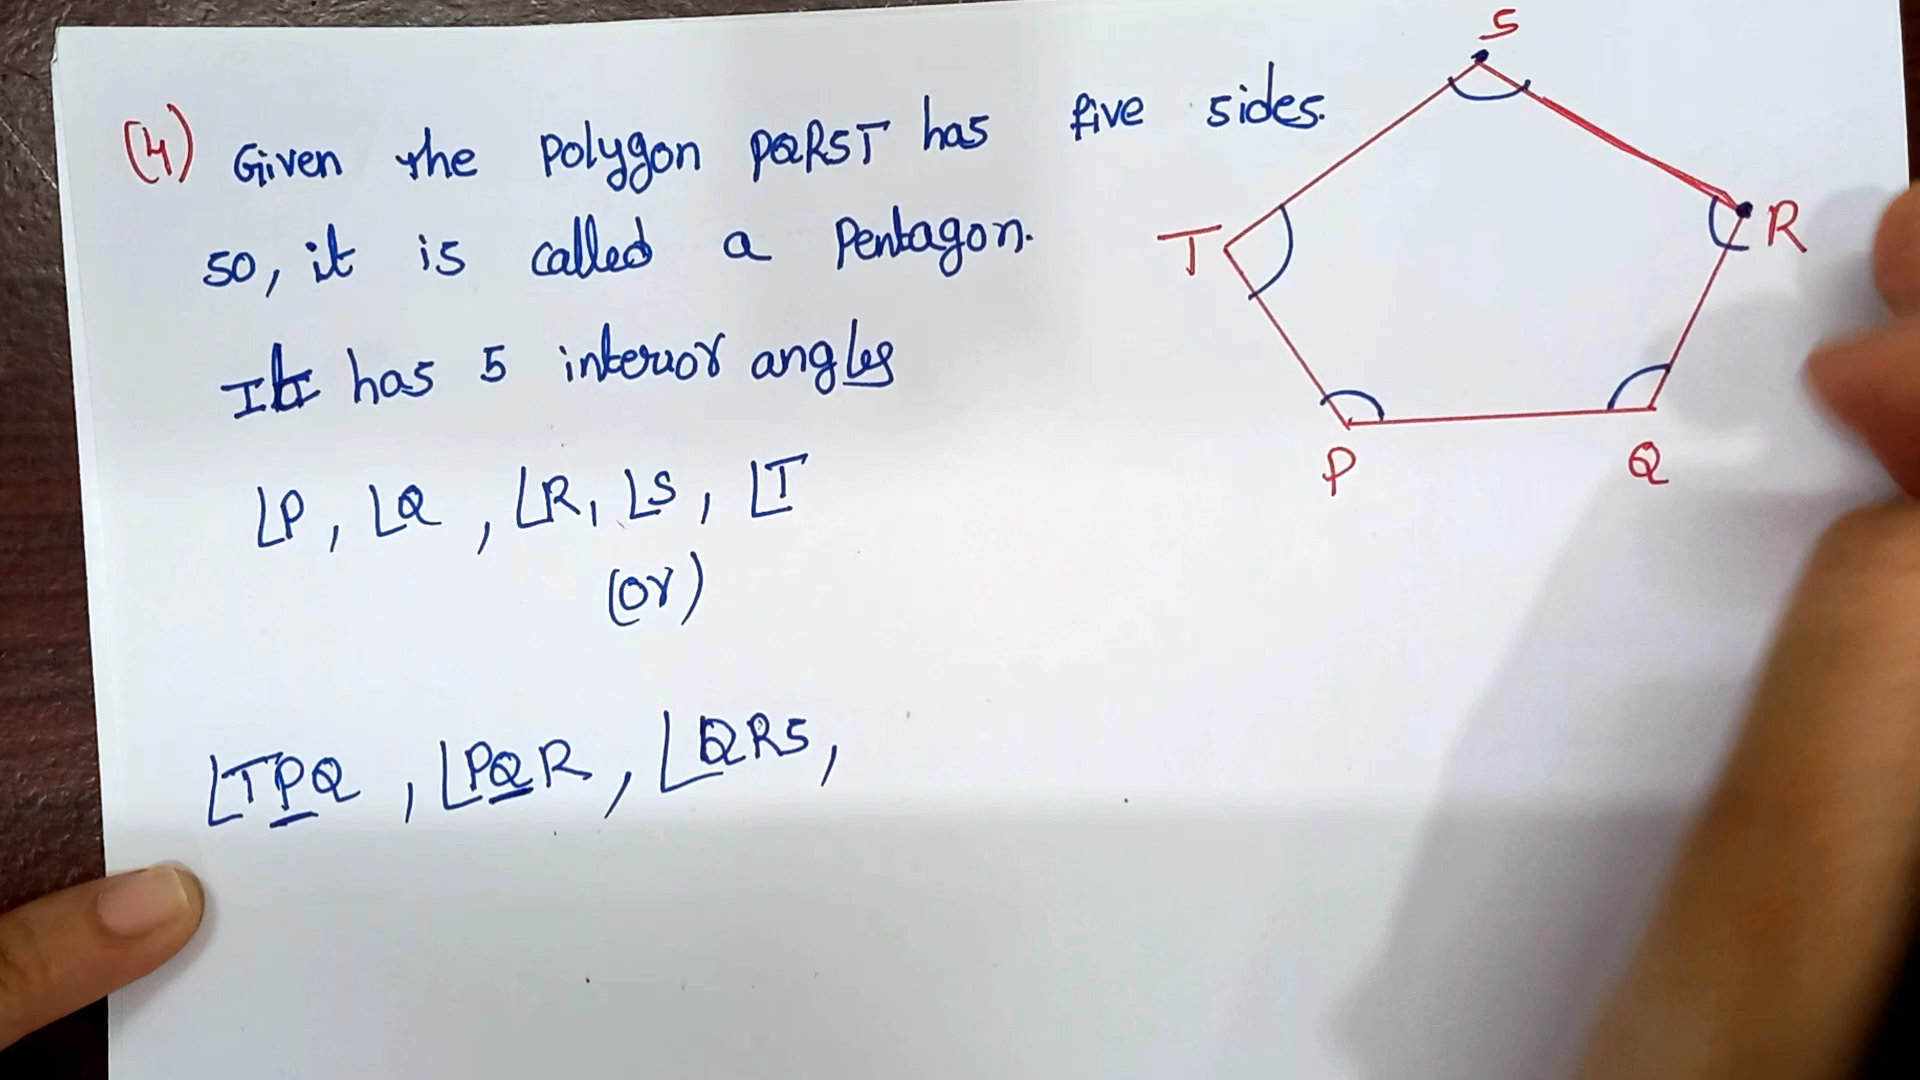 (4) Given the polygon PQRST has five sides.
so, it is called a Pentagon.
It has 5 interior angles
∠P, ∠Q, ∠R, ∠S, ∠T
(or)
∠TPQ, ∠PQR, ∠QRS,
S
T
R
P
Q